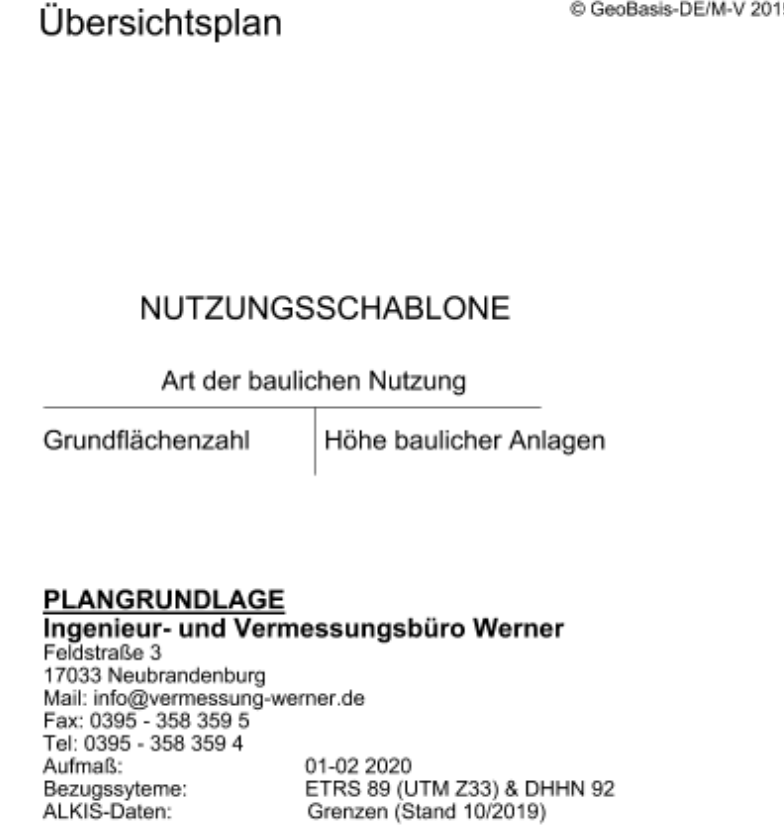 Übersichtsplan
© GeoBasis-DE/M-V 2015
NUTZUNGSSCHABLONE
Art der baulichen Nutzung
Grundflächenzahl Höhe baulicher Anlagen
PLANGRUNDLAGE
Ingenieur- und Vermessungsbüro Werner
Feldstraße 3
17033 Neubrandenburg
Mail: info@vermessung-werner.de
Fax: 0395 - 358 359 5
Tel: 0395 - 358 359 4
Aufmaß: 01-02 2020
Bezugssyteme: ETRS 89 (UTM Z33) & DHHN 92
ALKIS-Daten: Grenzen (Stand 10/2019)